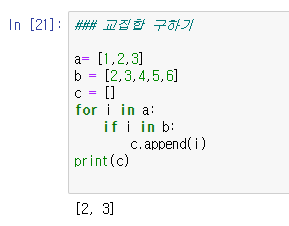 In [21]: ### 교집합 구하기
a= [1,2,3]
b = [2,3,4,5,6]
c = []
for i in a:
    if i in b:
        c.append(i)
print(c)
[2, 3]